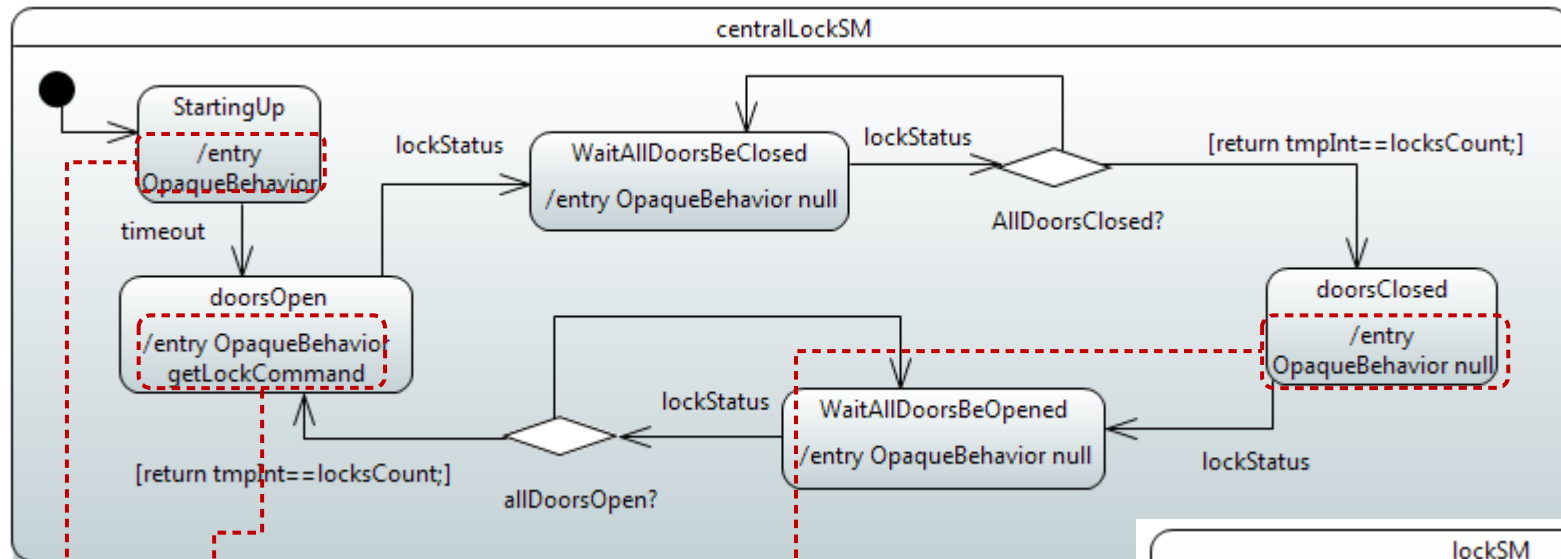 centralLockSM
StartingUp
/entry
OpaqueBehavior
timeout
lockStatus
WaitAllDoorsBeClosed
/entry OpaqueBehavior null
lockStatus
[return tmpInt==locksCount;]
AllDoorsClosed?
doorsOpen
/entry OpaqueBehavior
getLockCommand
doorsClosed
/entry
OpaqueBehavior null
lockStatus
WaitAllDoorsBeOpened
/entry OpaqueBehavior null
lockStatus
[return tmpInt==locksCount;]
allDoorsOpen?
lockSM